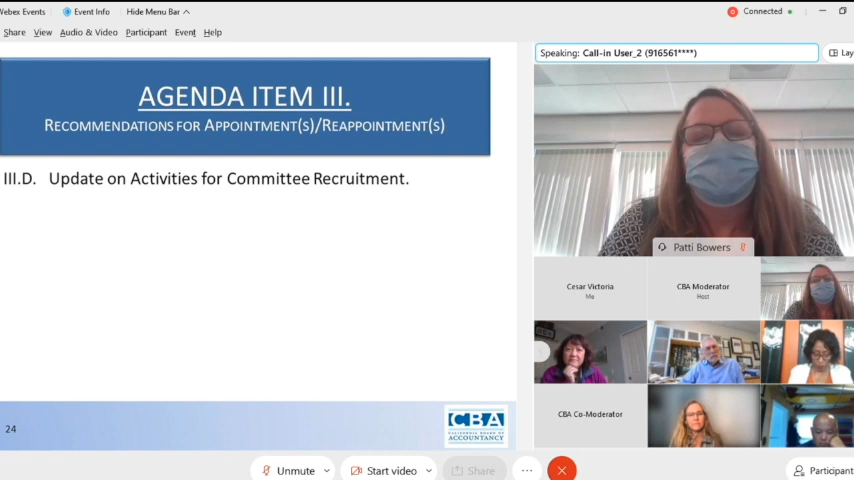 Webex Events
Event Info
Hide Menu Bar
Connected
Share View Audio & Video Participant Event Help
Speaking: Call-in User_2 (916561****)
Lay
AGENDA ITEM III.
RECOMMENDATIONS FOR APPOINTMENT(S)/REAPPOINTMENT(S)
III.D. Update on Activities for Committee Recruitment.
Patti Bowers
Cesar Victoria
Me
CBA Moderator
Host
CBA Co-Moderator
24
CBA
CALIFORNIA BOARD OF
ACCOUNTANCY
Unmute
Start video
Share
Participant